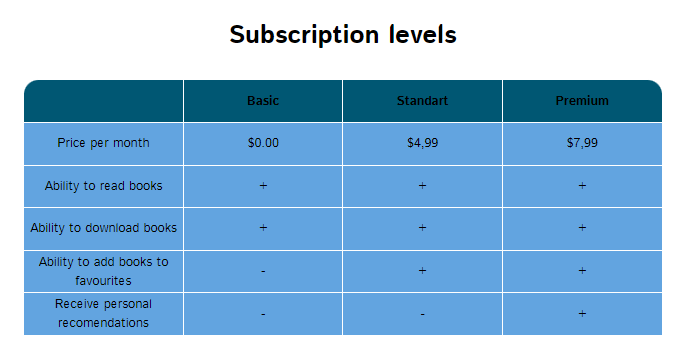 Subscription levels
Basic Standart Premium
Price per month $0.00 $4,99 $7,99
Ability to read books + + +
Ability to download books + + +
Ability to add books to
favourites - + +
Receive personal
recomendations - - +